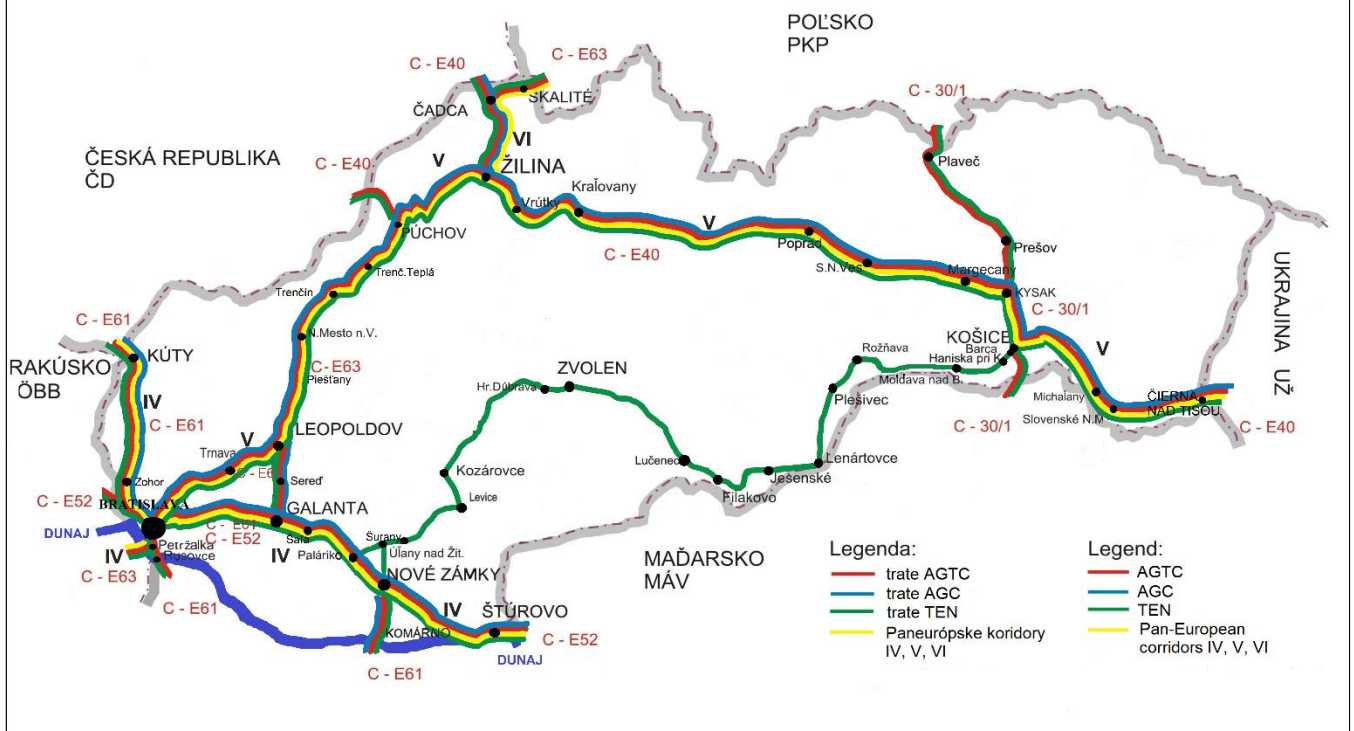 POĽSKO
PKP
C - E40
C - E63
SKALITÉ
ČADCA
C - 30/1
VI
ČESKÁ REPUBLIKA
ČD
C - E40
V
ŽILINA
Plaveč
Kraľovany
Vrútky
V
PÚCHOV
Poprad
C - E40
Prešov
S.N.Ves
Margecany
UKRAJINA UŽ
Trenč.Teplá
Trenčín
KYSAK
C - 30/1
C - E61
N.Mesto n.V.
KOŠICE
Barca
V
RAKÚSKO
ÖBB
KÚTY
Rožňava
Haniska pri K.
C - E63
Piešťany
ZVOLEN
Hr.Dúbrava
Moldava nad B.
Plešivec
Michalany
ČIERNA
NAD TISOU
IV
C - E61
Slovenské N.M
C - 30/1
C - E40
LEOPOLDOV
V
Trnava
Lučenec
Lenártovce
Kozárovce
Jesenské
Zohor
Sereď
Fiľakovo
C - E52
BRATISLAVA
Levice
GALANTA
DUNAJ
C - E61
C - E52
Šaľa
Šurany
Petržalka
IV
Rusovce
IV
Palárikо
Úľany nad Žit.
MAĎARSKO
MÁV
C - E63
NOVÉ ZÁMKY
C - E61
IV
ŠTÚROVO
KOMÁRNO
C - E52
DUNAJ
C - E61
Legenda:
trate AGTC
trate AGC
trate TEN
Paneurópske koridory
IV, V, VI
Legend:
AGTC
AGC
TEN
Pan-European
corridors IV, V, VI